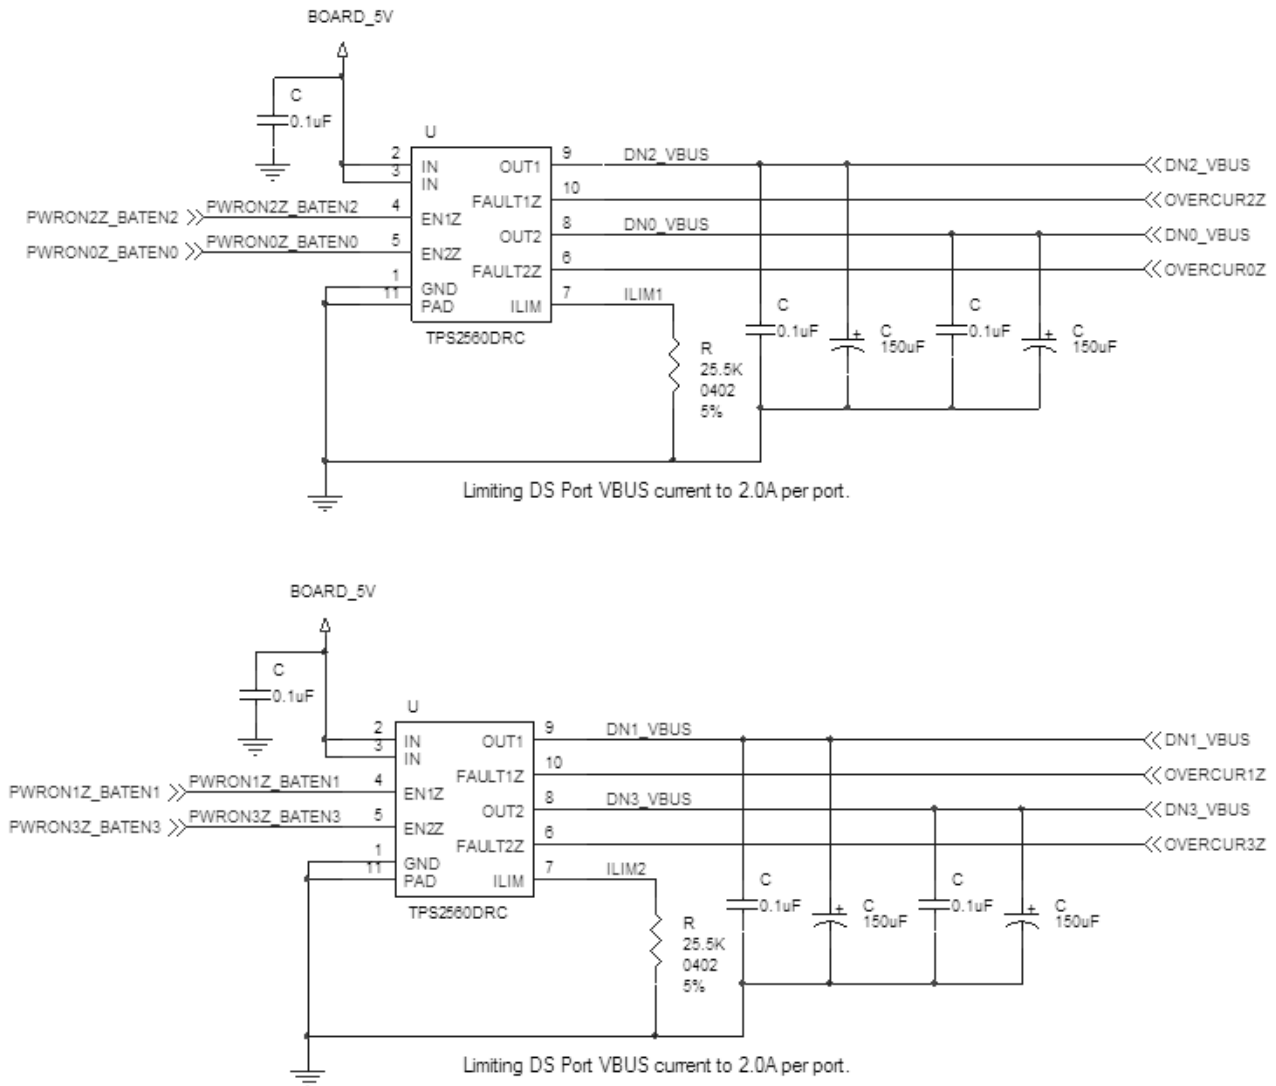 BOARD_5V
C
0.1uF
U
2 IN OUT1 9 DN2_VBUS DN2_VBUS
3 IN
FAULT1Z 10 OVERCUR2Z
PWRON2Z_BATEN2 PWRON2Z_BATEN2 4 EN1Z
OUT2 8 DN0_VBUS DN0_VBUS
PWRON0Z_BATEN0 PWRON0Z_BATEN0 5 EN2Z
FAULT2Z 6 OVERCUR0Z
1 GND
11 PAD ILIM 7 ILIM1
TPS2560DRC
C
0.1uF
+ C
150uF
C
0.1uF
+ C
150uF
R
25.5K
0402
5%
Limiting DS Port VBUS current to 2.0A per port.
BOARD_5V
C
0.1uF
U
2 IN OUT1 9 DN1_VBUS DN1_VBUS
3 IN
FAULT1Z 10 OVERCUR1Z
PWRON1Z_BATEN1 PWRON1Z_BATEN1 4 EN1Z
OUT2 8 DN3_VBUS DN3_VBUS
PWRON3Z_BATEN3 PWRON3Z_BATEN3 5 EN2Z
FAULT2Z 6 OVERCUR3Z
1 GND
11 PAD ILIM 7 ILIM2
TPS2560DRC
C
0.1uF
+ C
150uF
C
0.1uF
+ C
150uF
R
25.5K
0402
5%
Limiting DS Port VBUS current to 2.0A per port.